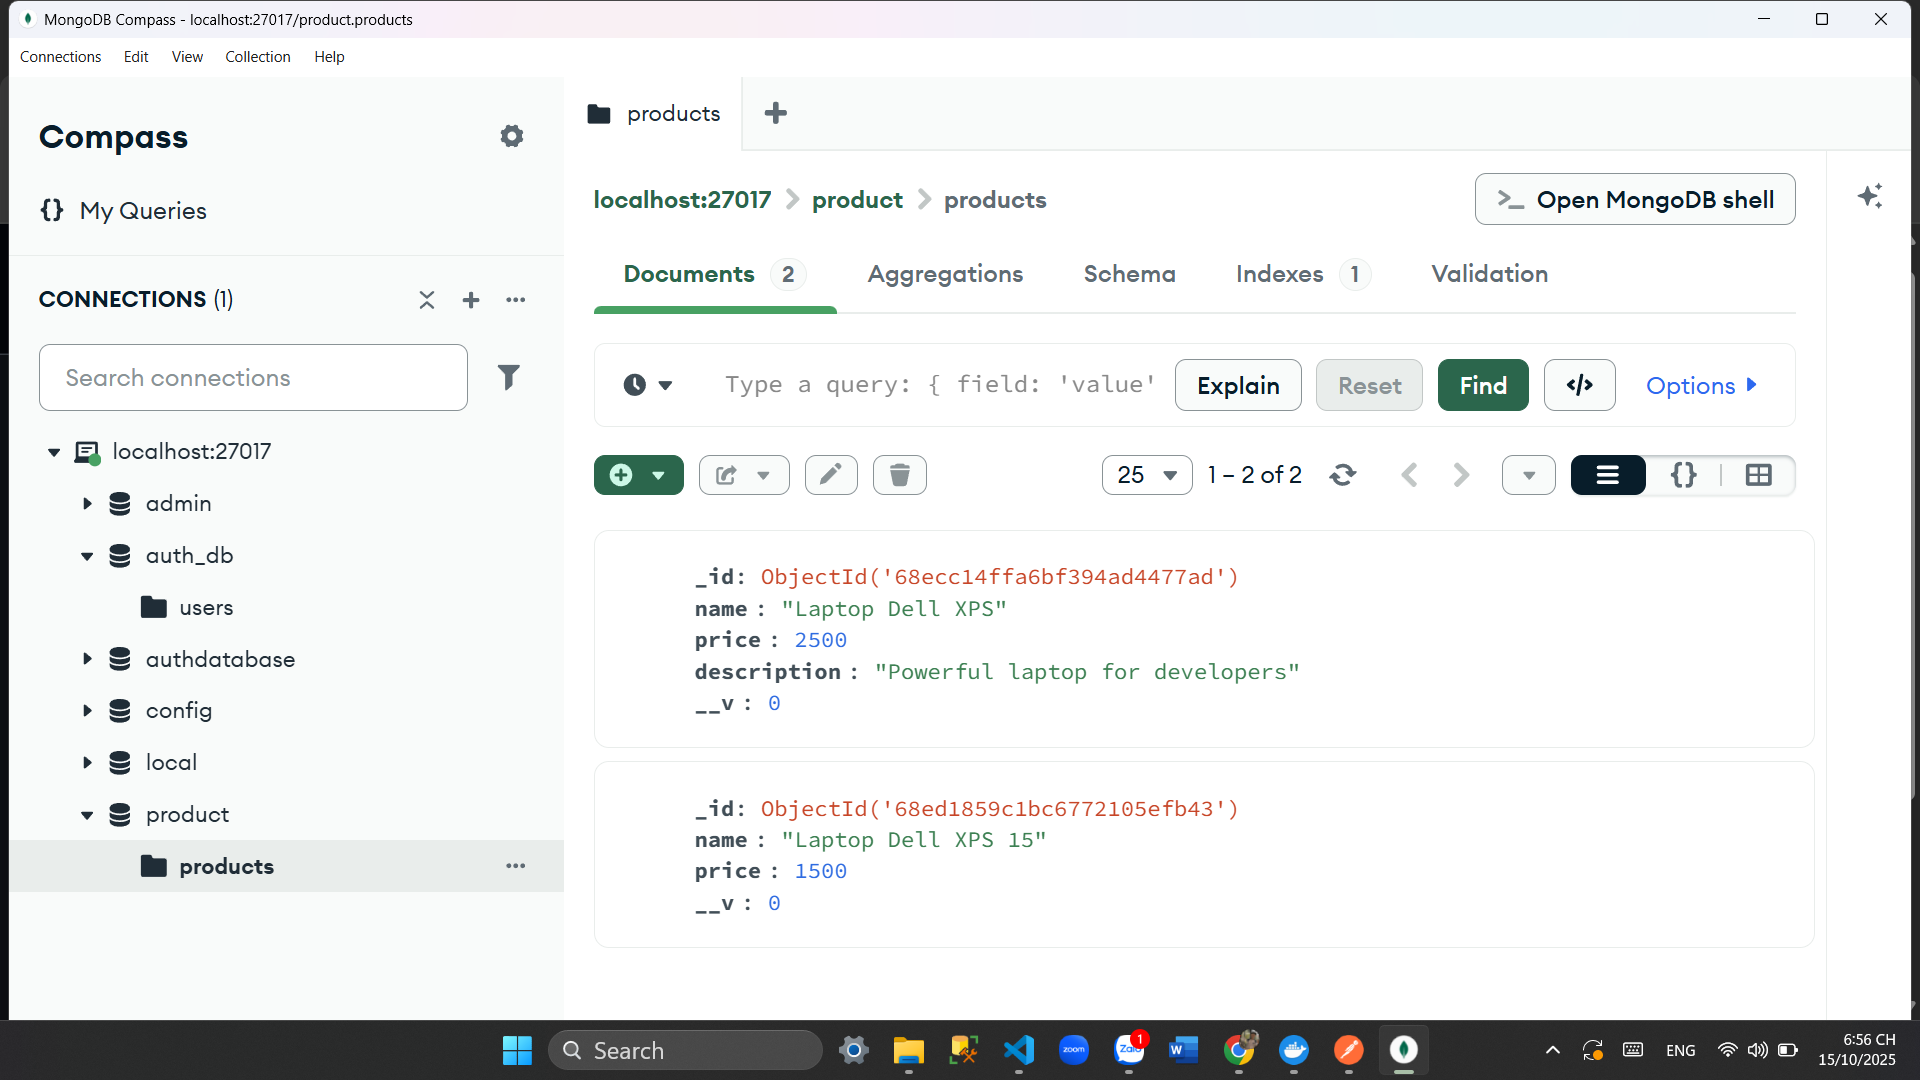 MongoDB Compass - localhost:27017/product.products
Connections Edit View Collection Help
Compass
My Queries
CONNECTIONS (1)
Search connections
localhost:27017
admin
auth_db
users
authdatabase
config
local
product
products
products
localhost:27017 product products
>_ Open MongoDB shell
Documents 2 Aggregations Schema Indexes 1 Validation
Type a query: { field: 'value' Explain Reset Find </> Options
25 1 – 2 of 2 {}
_id: ObjectId('68ecc14ffa6bf394ad4477ad')
name : "Laptop Dell XPS"
price : 2500
description : "Powerful laptop for developers"
__v : 0
_id: ObjectId('68ed1859c1bc6772105efb43')
name : "Laptop Dell XPS 15"
price : 1500
__v : 0
Search
zoom
Zalo
1
W
ENG
6:56 CH
15/10/2025